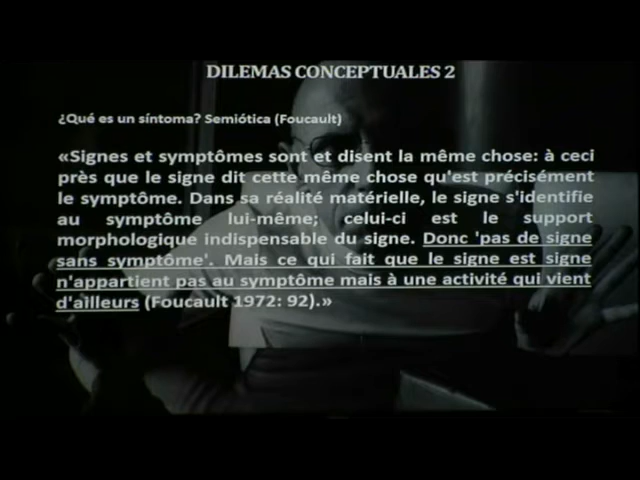 DILEMAS CONCEPTUALES 2
¿Qué es un síntoma? Semiótica (Foucault)
«Signes et symptômes sont et disent la même chose: à ceci
près que le signe dit cette même chose qu'est précisément
le symptôme. Dans sa réalité matérielle, le signe s'identifie
au symptôme lui-même; celui-ci est le support
morphologique indispensable du signe. Donc 'pas de signe
sans symptôme'. Mais ce qui fait que le signe est signe
n'appartient pas au symptôme mais à une activité qui vient
d'ailleurs (Foucault 1972: 92).»